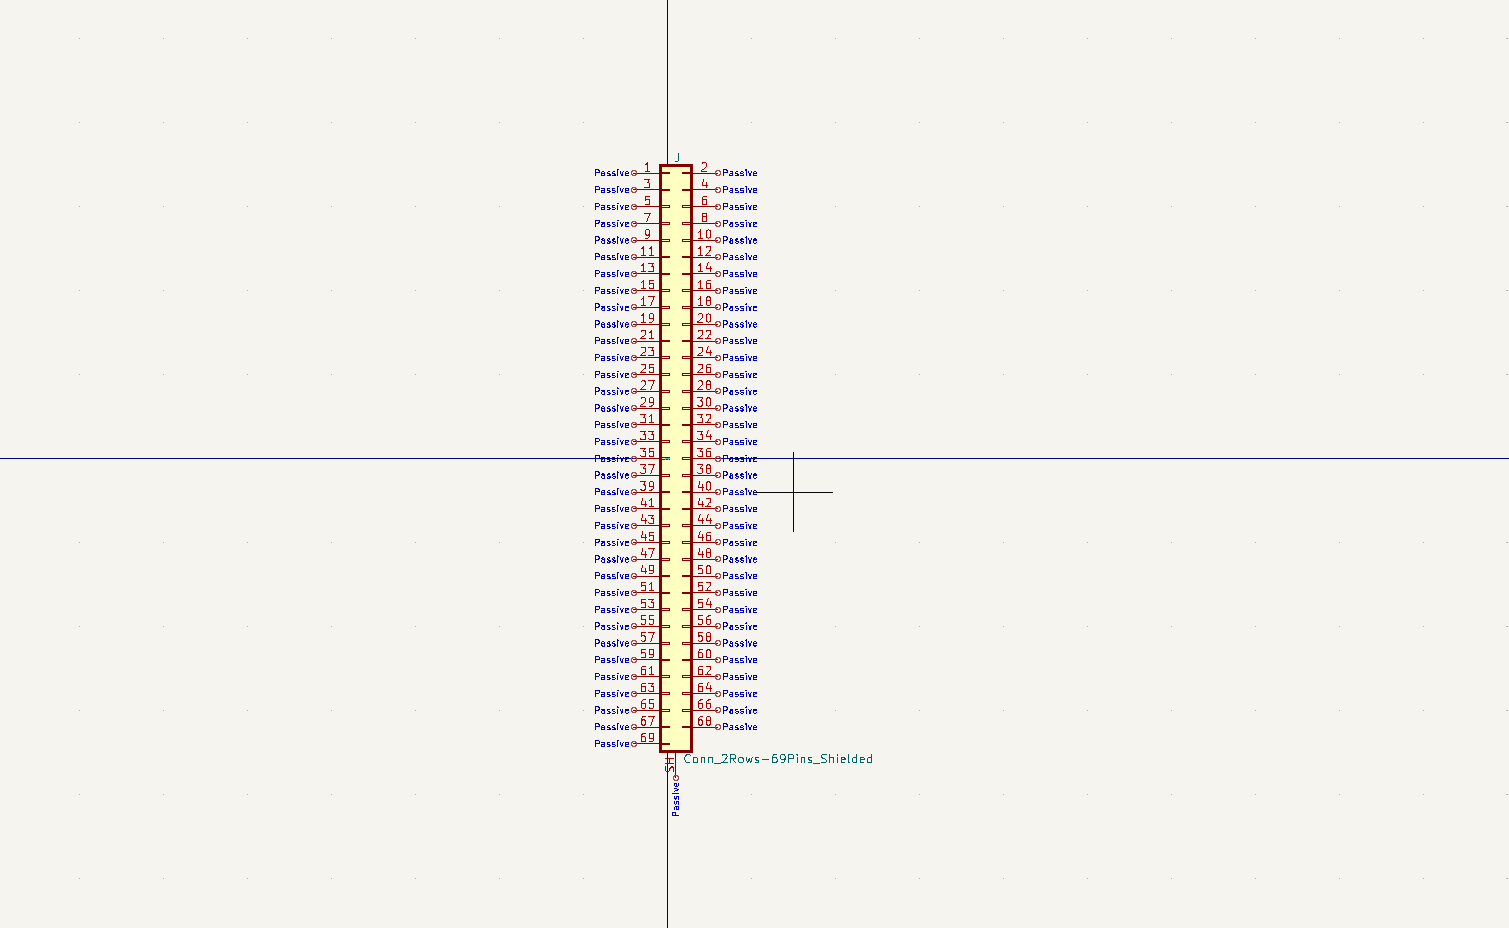 J
Passive 1 2 Passive
Passive 3 4 Passive
Passive 5 6 Passive
Passive 7 8 Passive
Passive 9 10 Passive
Passive 11 12 Passive
Passive 13 14 Passive
Passive 15 16 Passive
Passive 17 18 Passive
Passive 19 20 Passive
Passive 21 22 Passive
Passive 23 24 Passive
Passive 25 26 Passive
Passive 27 28 Passive
Passive 29 30 Passive
Passive 31 32 Passive
Passive 33 34 Passive
Passive 35 36 Passive
Passive 37 38 Passive
Passive 39 40 Passive
Passive 41 42 Passive
Passive 43 44 Passive
Passive 45 46 Passive
Passive 47 48 Passive
Passive 49 50 Passive
Passive 51 52 Passive
Passive 53 54 Passive
Passive 55 56 Passive
Passive 57 58 Passive
Passive 59 60 Passive
Passive 61 62 Passive
Passive 63 64 Passive
Passive 65 66 Passive
Passive 67 68 Passive
Passive 69
SH Conn_2Rows-69Pins_Shielded
Passive